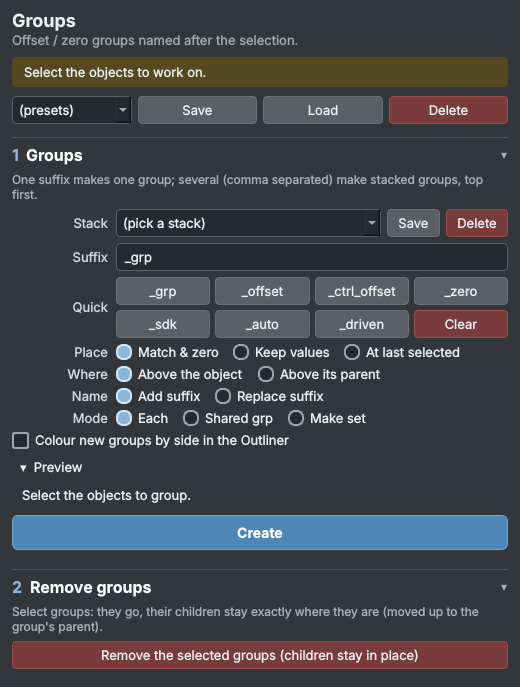 Groups
Offset / zero groups named after the selection.
Select the objects to work on.
(presets) Save Load Delete
1 Groups
One suffix makes one group; several (comma separated) make stacked groups, top
first.
Stack (pick a stack) Save Delete
Suffix _grp
Quick _grp _offset _ctrl_offset _zero
_sdk _auto _driven Clear
Place Match & zero Keep values At last selected
Where Above the object Above its parent
Name Add suffix Replace suffix
Mode Each Shared grp Make set
Colour new groups by side in the Outliner
Preview
Select the objects to group.
Create
2 Remove groups
Select groups: they go, their children stay exactly where they are (moved up to the
group's parent).
Remove the selected groups (children stay in place)